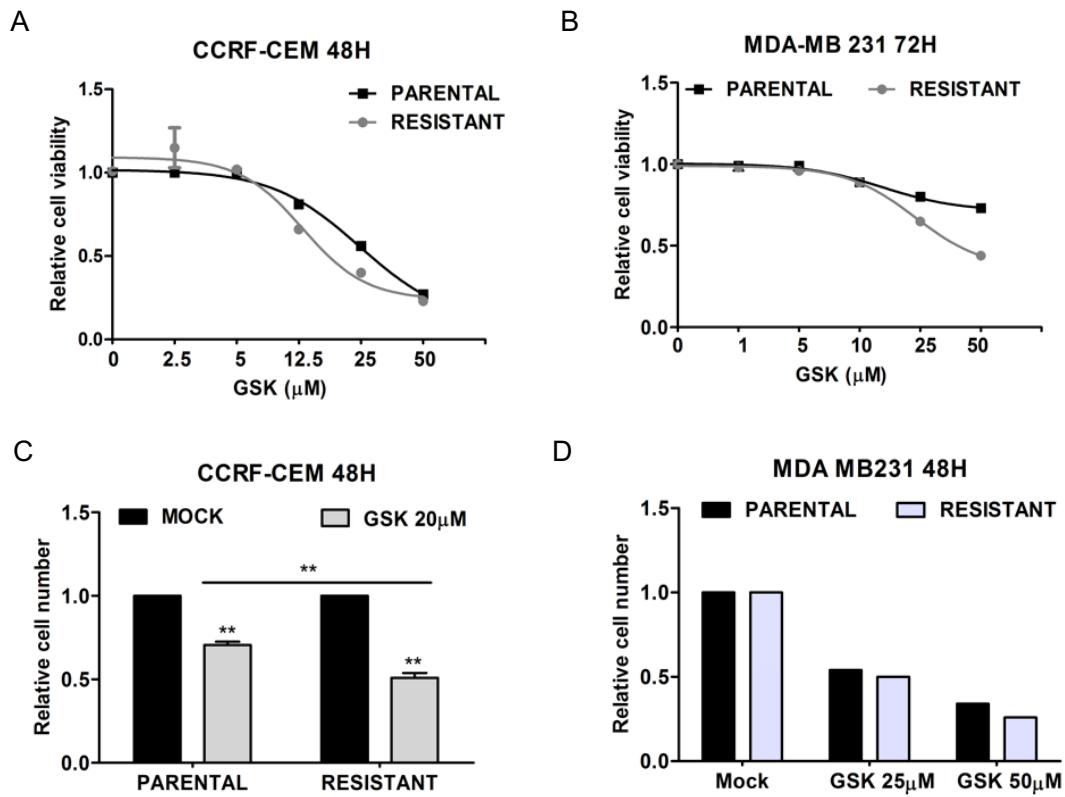 A
CCRF-CEM 48H
PARENTAL
RESISTANT
Relative cell viability
1.5
1.0
0.5
0.0
0 2.5 5 12.5 25 50
GSK (μM)
B
MDA-MB 231 72H
PARENTAL RESISTANT
Relative cell viability
1.5
1.0
0.5
0.0
0 1 5 10 25 50
GSK (μM)
C
CCRF-CEM 48H
MOCK GSK 20μM
Relative cell number
1.5
1.0
0.5
0.0
**
**
**
PARENTAL RESISTANT
D
MDA MB231 48H
PARENTAL RESISTANT
Relative cell number
1.5
1.0
0.5
0.0
Mock GSK 25μM GSK 50μM